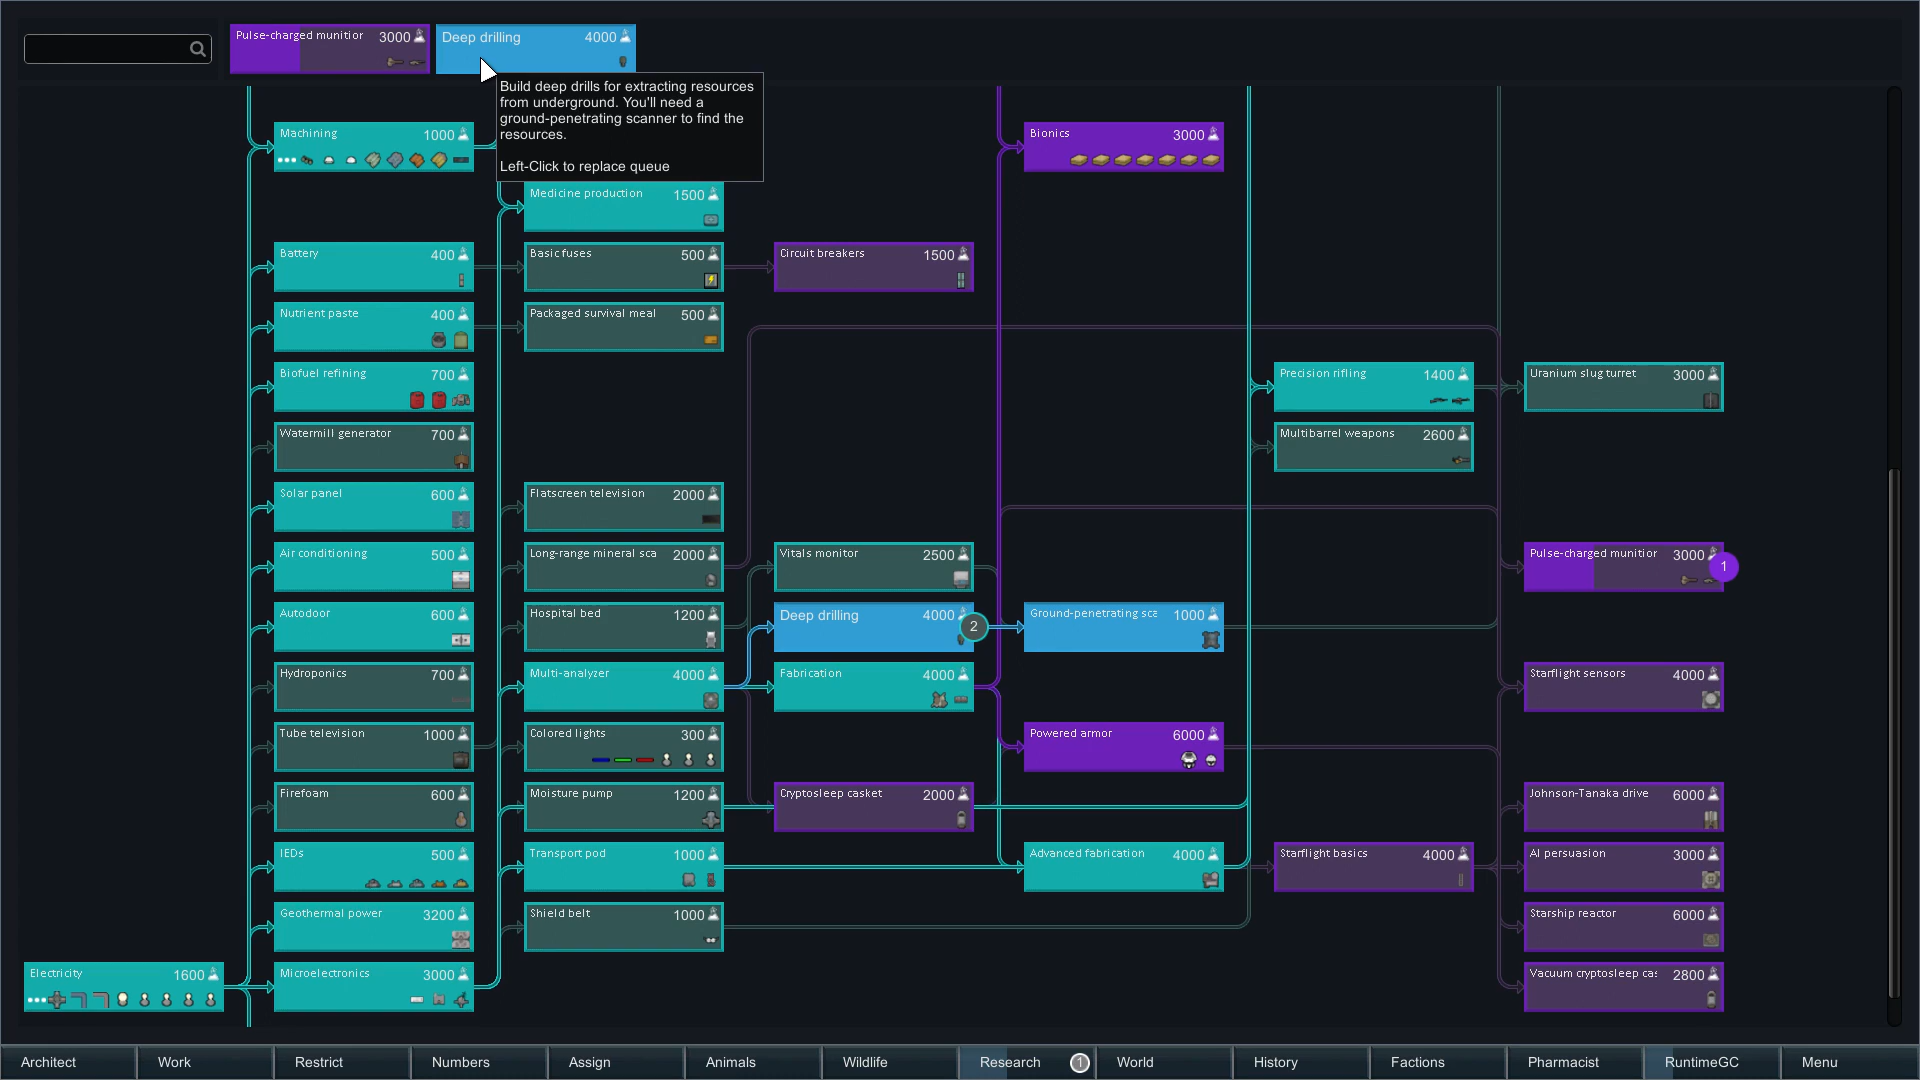 Pulse-charged munitior 3000
Deep drilling 4000
Build deep drills for extracting resources
from underground. You'll need a
ground-penetrating scanner to find the
resources.
Left-Click to replace queue
Machining 1000
Bionics 3000
Medicine production 1500
Battery 400
Basic fuses 500
Circuit breakers 1500
Nutrient paste 400
Packaged survival meal 500
Biofuel refining 700
Precision rifling 1400
Uranium slug turret 3000
Watermill generator 700
Multibarrel weapons 2600
Solar panel 600
Flatscreen television 2000
Air conditioning 500
Long-range mineral sca 2000
Vitals monitor 2500
Pulse-charged munitior 3000
1
Autodoor 600
Hospital bed 1200
Deep drilling 4000
2
Ground-penetrating sca 1000
Hydroponics 700
Multi-analyzer 4000
Fabrication 4000
Starflight sensors 4000
Tube television 1000
Colored lights 300
Powered armor 6000
Firefoam 600
Moisture pump 1200
Cryptosleep casket 2000
Johnson-Tanaka drive 6000
IEDs 500
Transport pod 1000
Advanced fabrication 4000
Starflight basics 4000
AI persuasion 3000
Geothermal power 3200
Shield belt 1000
Starship reactor 6000
Electricity 1600
Microelectronics 3000
Vacuum cryptosleep cas 2800
Architect
Work
Restrict
Numbers
Assign
Animals
Wildlife
Research 1
World
History
Factions
Pharmacist
RuntimeGC
Menu